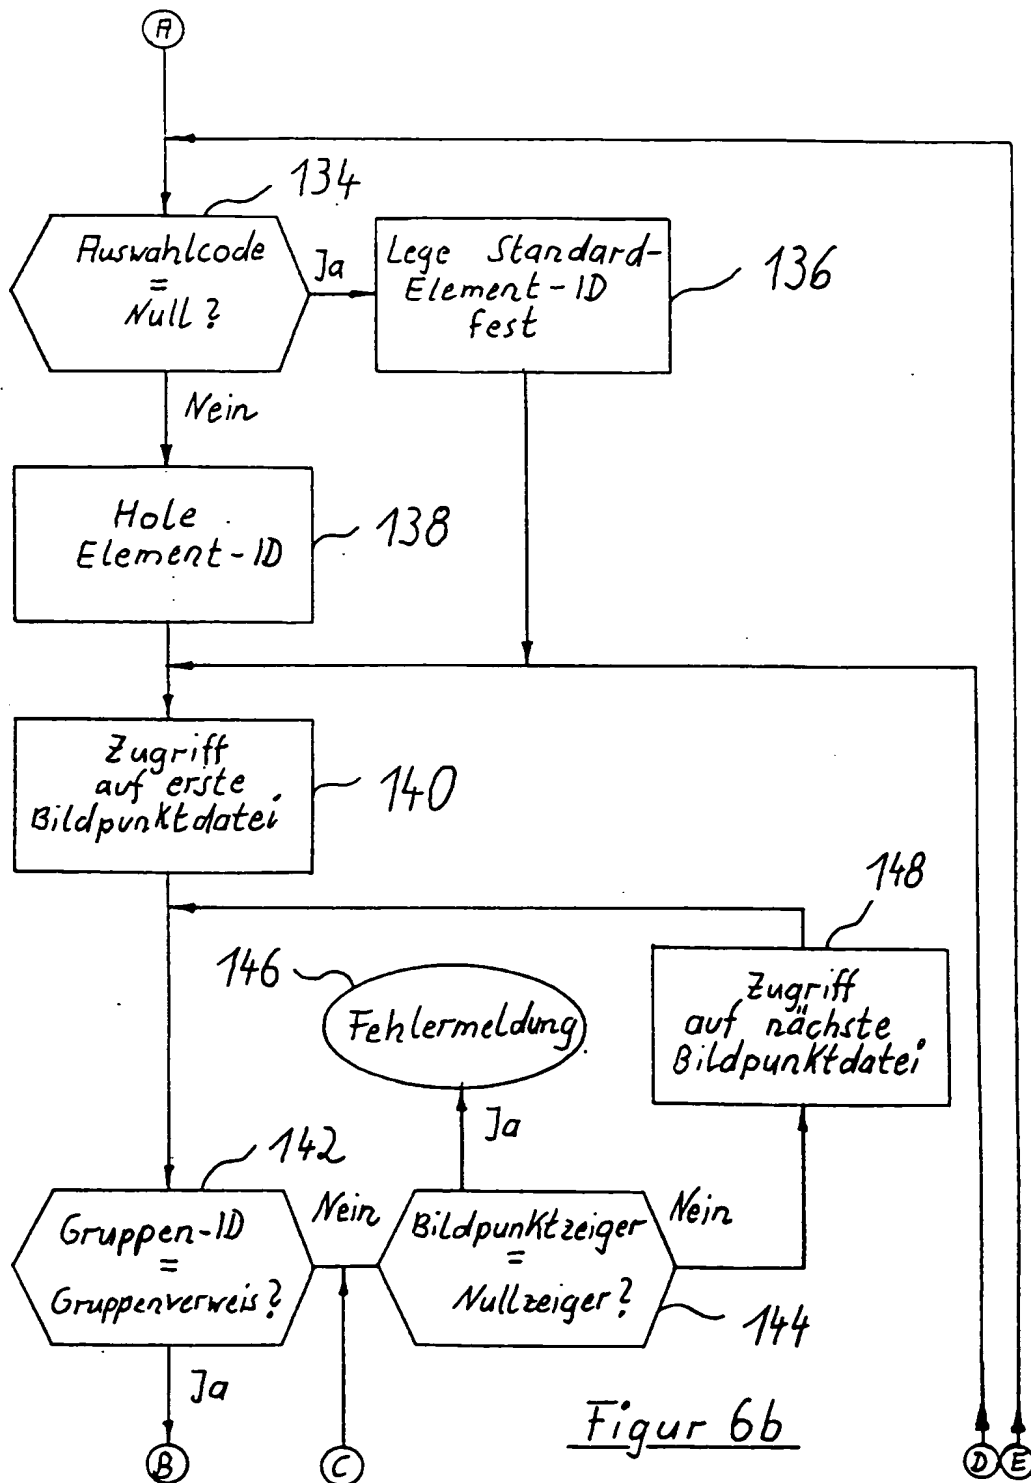 A
134
Auswahlcode
=
Null?
Ja
Lege Standard-
Element-ID
fest
136
Nein
Hole
Element-ID
138
Zugriff
auf erste
Bildpunktdatei
140
148
Zugriff
auf nächste
Bildpunktdatei
146
Fehlermeldung
Ja
142
Gruppen-ID
=
Gruppenverweis?
Nein
Bildpunktzeiger
=
Nullzeiger?
Nein
144
Ja
B
C
Figur 6b
D
E